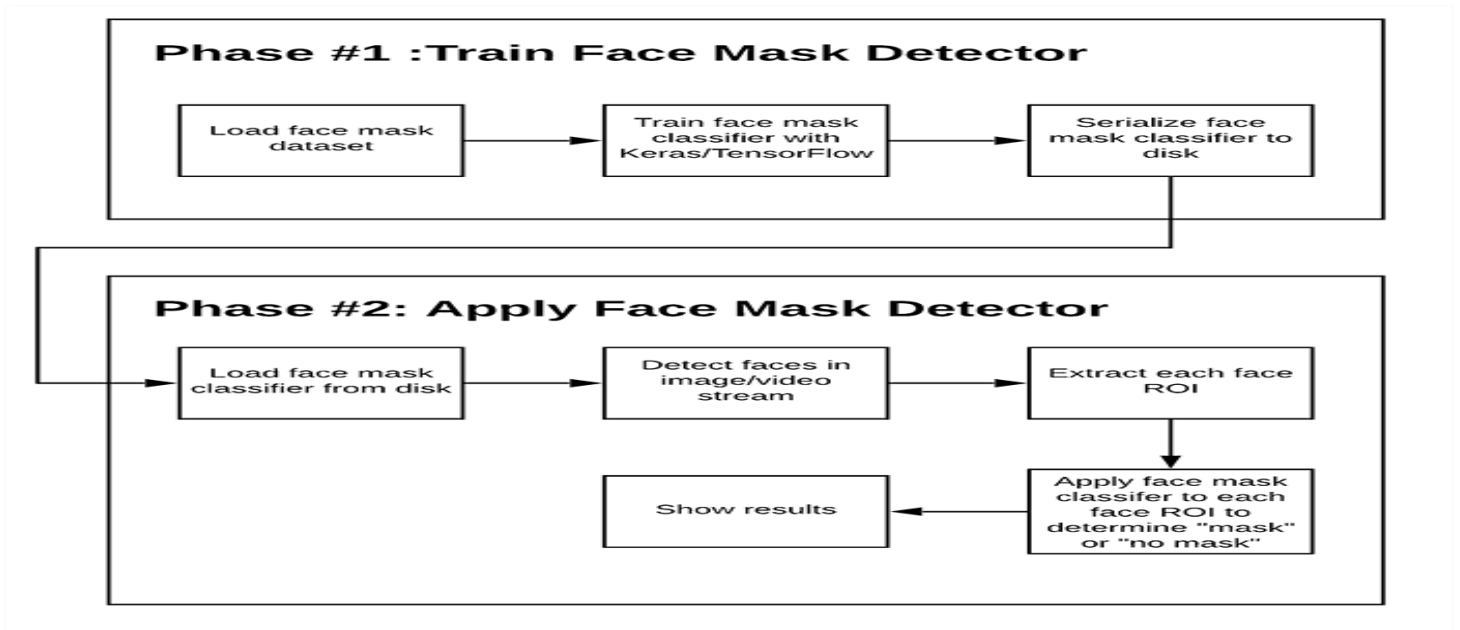 Phase #1 :Train Face Mask Detector
Load face mask
dataset
Train face mask
classifier with
Keras/TensorFlow
Serialize face
mask classifier to
disk
Phase #2: Apply Face Mask Detector
Load face mask
classifier from disk
Detect faces in
image/video
stream
Extract each face
ROI
Apply face mask
classifer to each
face ROI to
determine "mask"
or "no mask"
Show results